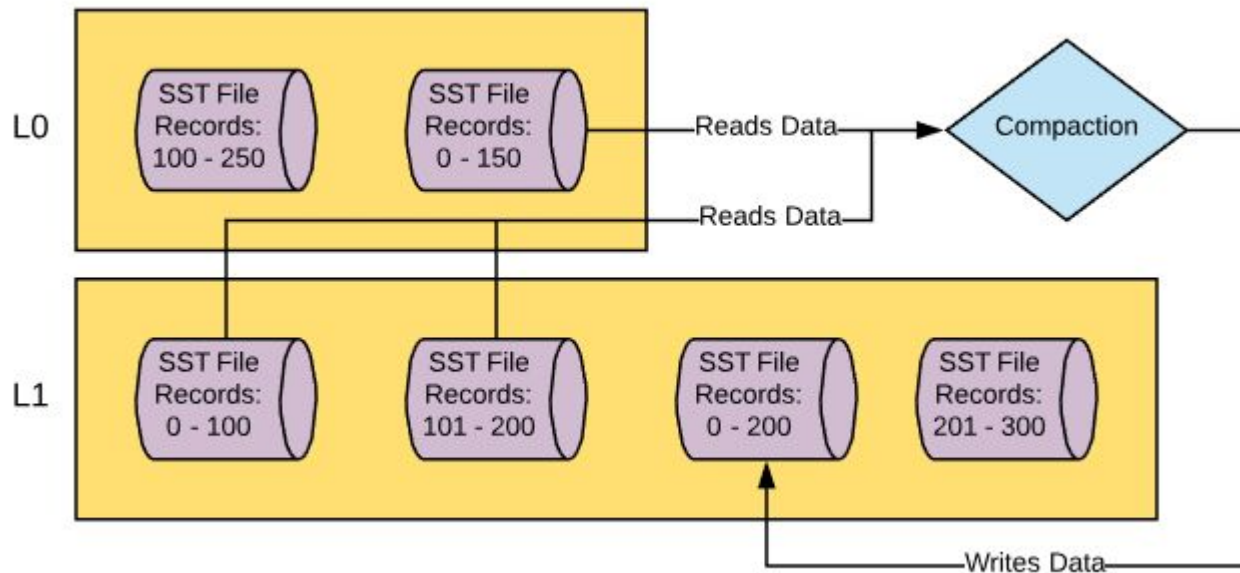 L0
SST File
Records:
100 - 250
SST File
Records:
0 - 150
Reads Data
Compaction
Reads Data
L1
SST File
Records:
0 - 100
SST File
Records:
101 - 200
SST File
Records:
0 - 200
SST File
Records:
201 - 300
Writes Data